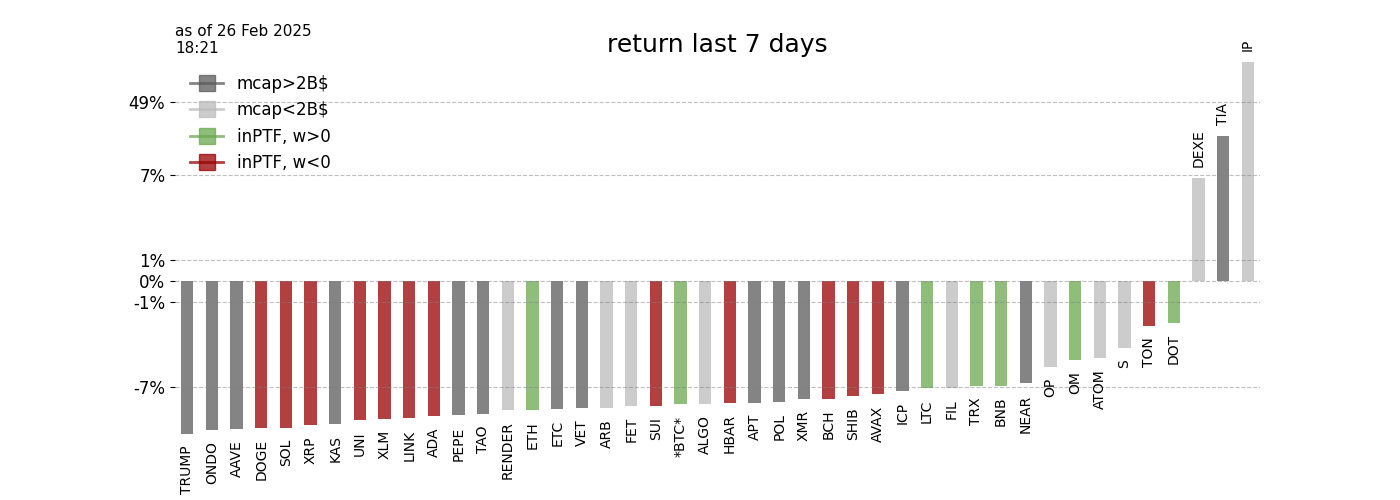 as of 26 Feb 2025
18:21
return last 7 days
mcap>2B$
mcap<2B$
inPTF, w>0
inPTF, w<0
49%
7%
1%
0%
-1%
-7%
TRUMP
ONDO
AAVE
DOGE
SOL
XRP
KAS
UNI
XLM
LINK
ADA
PEPE
TAO
RENDER
ETH
ETC
VET
ARB
FET
SUI
*BTC*
ALGO
HBAR
APT
POL
XMR
BCH
SHIB
AVAX
ICP
LTC
FIL
TRX
BNB
NEAR
OP
OM
ATOM
S
TON
DOT
DEXE
TIA
IP